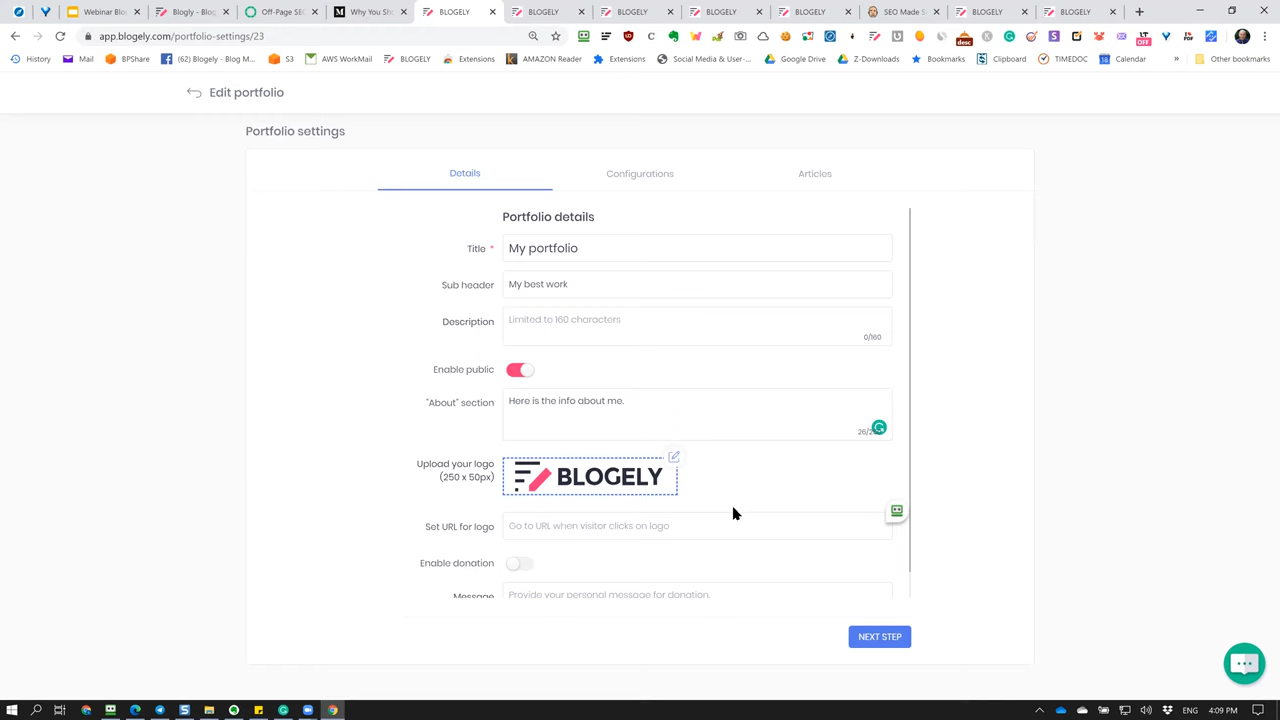 Webinar Blo...
Blogly - Blog
Off-Page SEO
Why You Sho
BLOGELY
BLOGELY
BLOGELY
BLOGELY
BLOGELY
SEO Made S
BLOGELY
BLOGELY
app.blogely.com/portfolio-settings/23
History
Mail
BPShare
(62) Blogely - Blog M...
S3
AWS WorkMail
BLOGELY
Extensions
AMAZON Reader
Extensions
Social Media & User-...
Google Drive
Z-Downloads
Bookmarks
Clipboard
TIMEDOC
Calendar
»
Other bookmarks
Edit portfolio
Portfolio settings
Details
Configurations
Articles
Portfolio details
Title *
My portfolio
Sub header
My best work
Description
Limited to 160 characters
0/160
Enable public
"About" section
Here is the info about me.
26/2
Upload your logo
(250 x 50px)
BLOGELY
Set URL for logo
Go to URL when visitor clicks on logo
Enable donation
Message
Provide your personal message for donation.
NEXT STEP
ENG
4:09 PM